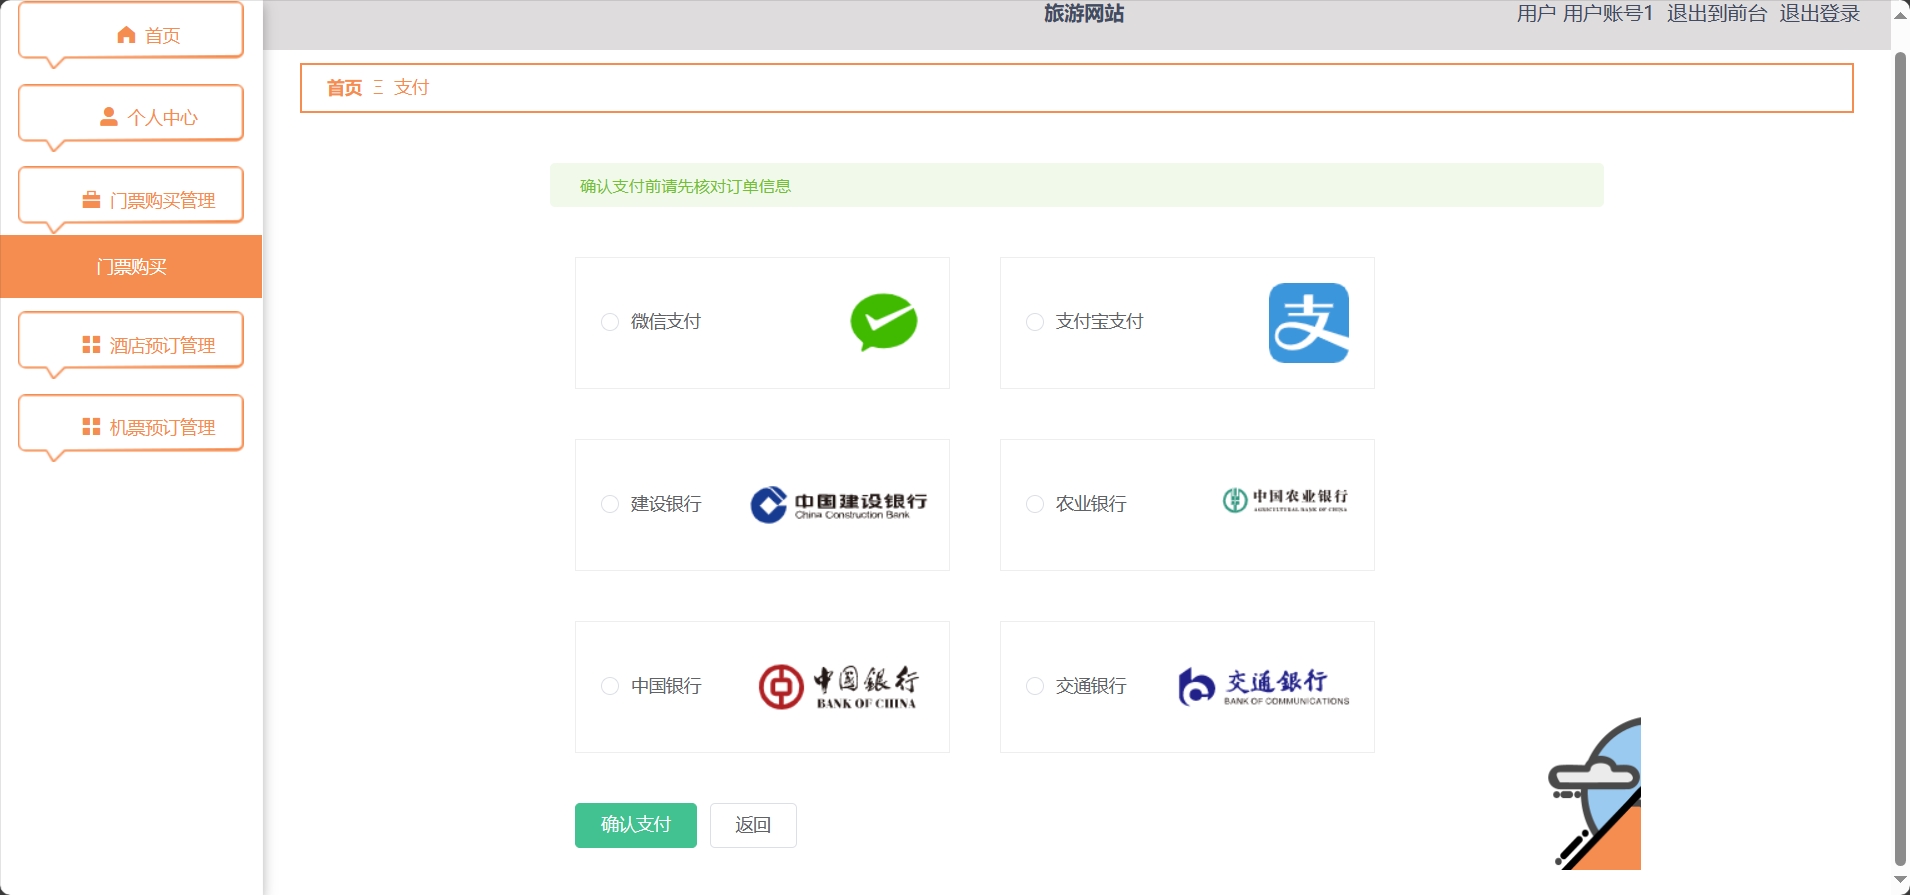 旅游网站
用户 用户账号1 退出到前台 退出登录
首页
个人中心
门票购买管理
门票购买
酒店预订管理
机票预订管理
首页 Ξ 支付
确认支付前请先核对订单信息
微信支付
支付宝支付
支
建设银行
中国建设银行
China Construction Bank
农业银行
中国农业银行
AGRICULTURAL BANK OF CHINA
中国银行
中國銀行
BANK OF CHINA
交通银行
交通銀行
BANK OF COMMUNICATIONS
确认支付
返回